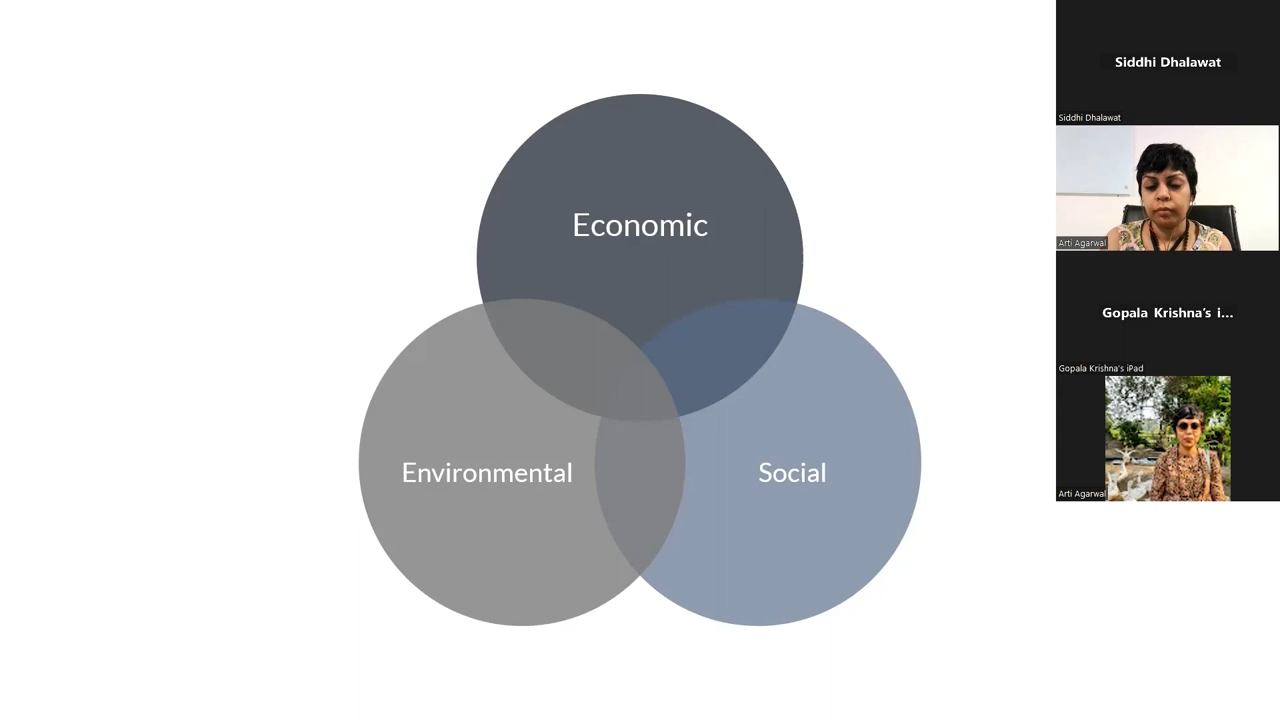 Economic
Environmental
Social
Siddhi Dhalawat
Siddhi Dhalawat
Arti Agarwal
Gopala Krishna's i...
Gopala Krishna's iPad
Arti Agarwal